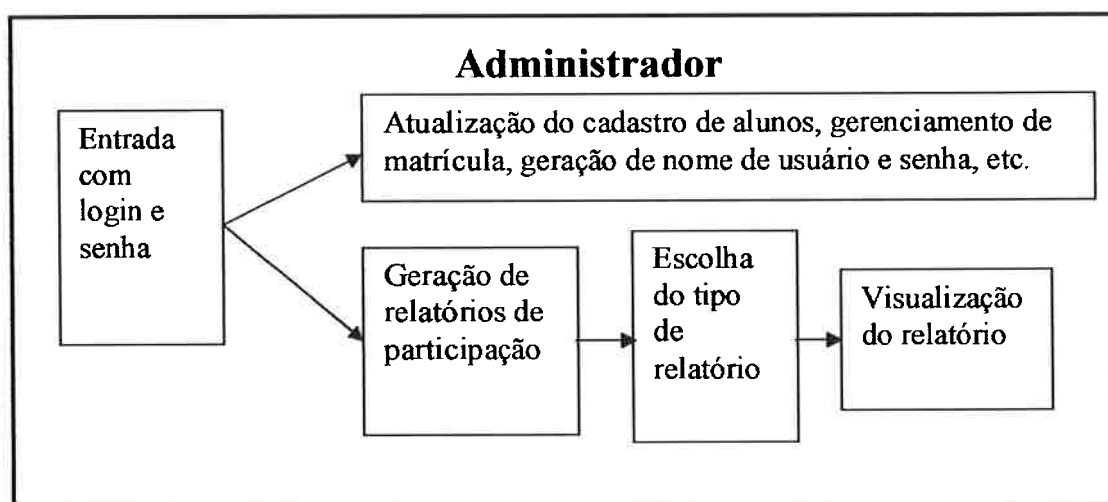 Administrador
Entrada
com
login e
senha
Atualização do cadastro de alunos, gerenciamento de
matrícula, geração de nome de usuário e senha, etc.
Geração de
relatórios de
participação
Escolha
do tipo
de
relatório
Visualização
do relatório